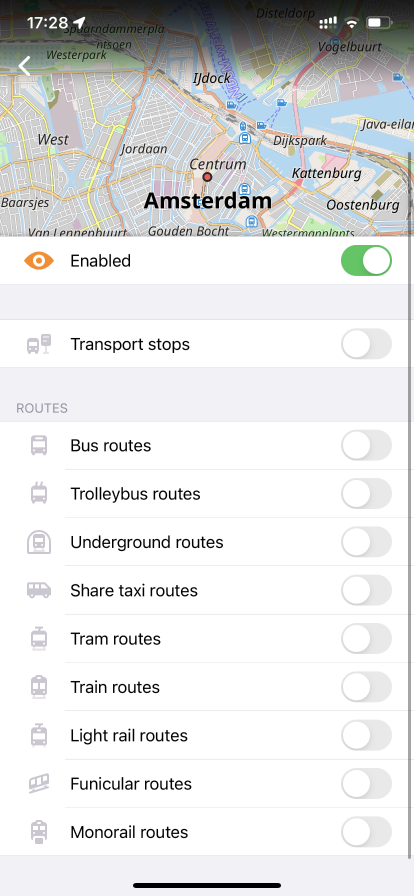 Disteldorp
17:28
Spaarndammerpla
ntsoen
Vogelbuurt
Westerpark
IJdock
Java-eilan
West
Dijkspark
Jordaan
Centrum
Kattenburg
Amsterdam
Baarsjes
Oostenburg
Van Lennepbuurt
Gouden Bocht
Westermanplants
Enabled
Transport stops
ROUTES
Bus routes
Trolleybus routes
Underground routes
Share taxi routes
Tram routes
Train routes
Light rail routes
Funicular routes
Monorail routes